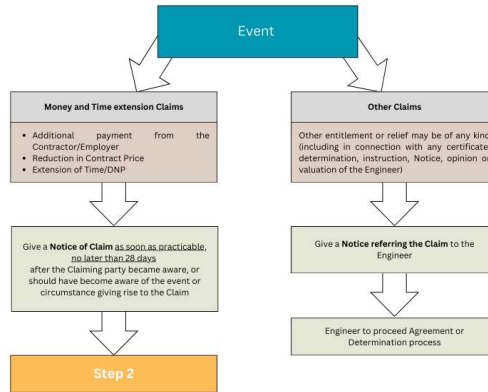 Event
Money and Time extension Claims
• Additional payment from the
Contractor/Employer
• Reduction in Contract Price
• Extension of Time/DNP
Other Claims
Other entitlement or relief may be of any kind
(including in connection with any certificate,
determination, instruction, Notice, opinion or
valuation of the Engineer)
Give a Notice of Claim as soon as practicable,
no later than 28 days
after the Claiming party became aware, or
should have become aware of the event or
circumstance giving rise to the Claim
Give a Notice referring the Claim to the
Engineer
Engineer to proceed Agreement or
Determination process
Step 2